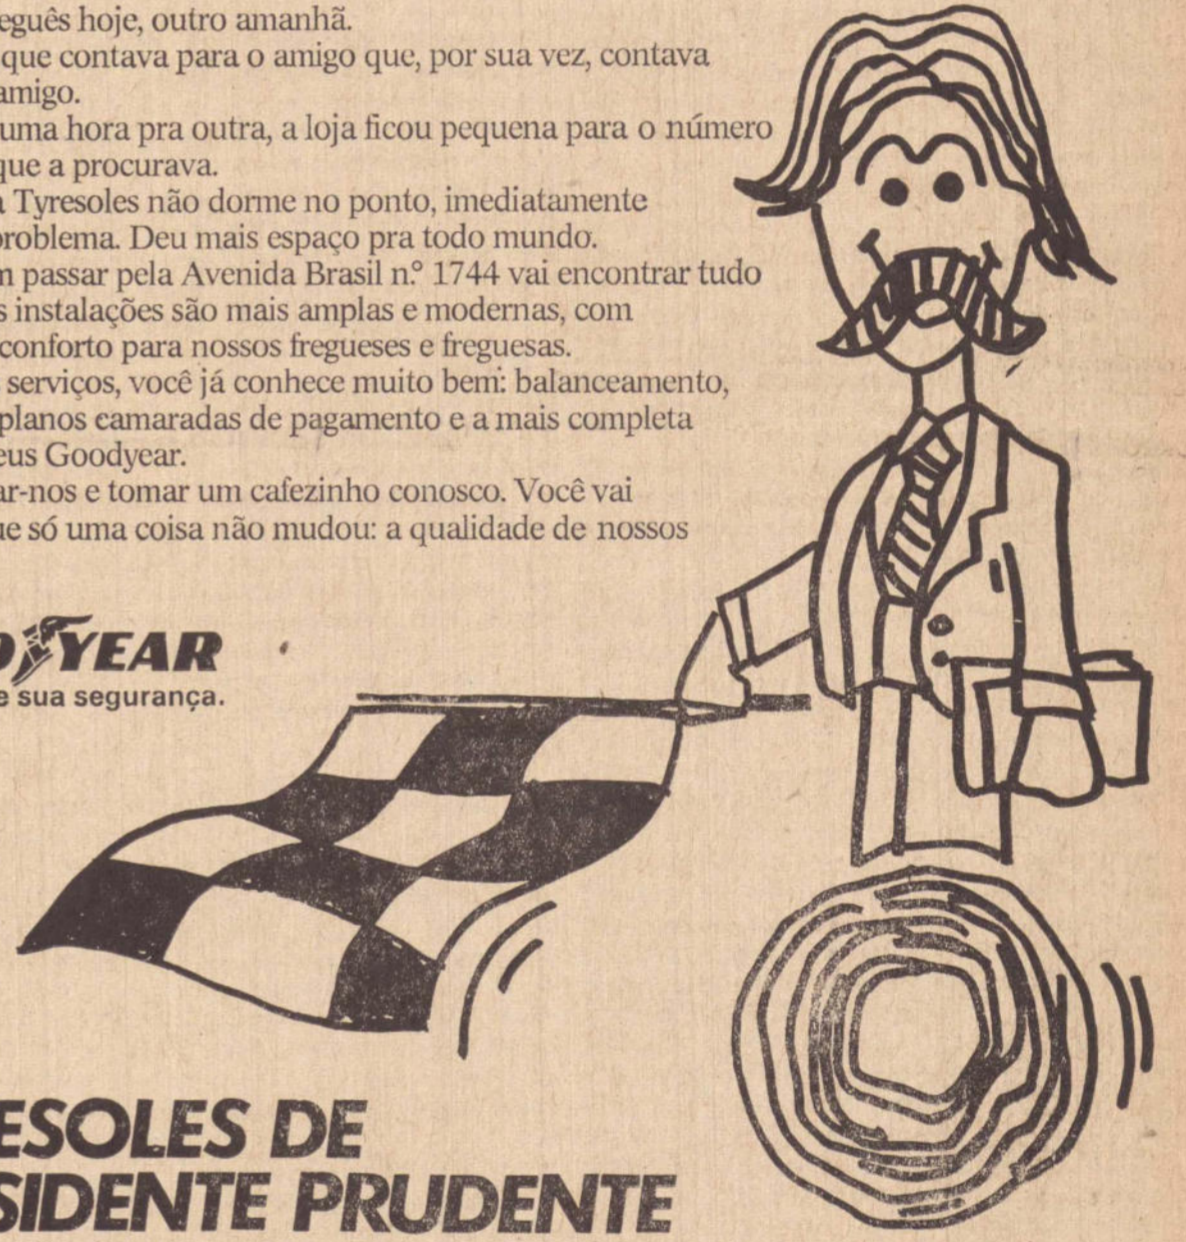 eguês hoje, outro amanhã.
que contava para o amigo que, por sua vez, contava
amigo.
uma hora pra outra, a loja ficou pequena para o número
que a procurava.
a Tyresoles não dorme no ponto, imediatamente
problema. Deu mais espaço pra todo mundo.
m passar pela Avenida Brasil n.º 1744 vai encontrar tudo
s instalações são mais amplas e modernas, com
conforto para nossos fregueses e freguesas.
s serviços, você já conhece muito bem: balanceamento,
planos camaradas de pagamento e a mais completa
eus Goodyear.
ar-nos e tomar um cafezinho conosco. Você vai
ue só uma coisa não mudou: a qualidade de nossos
YEAR
e sua segurança.
ESOLES DE
SIDENTE PRUDENTE